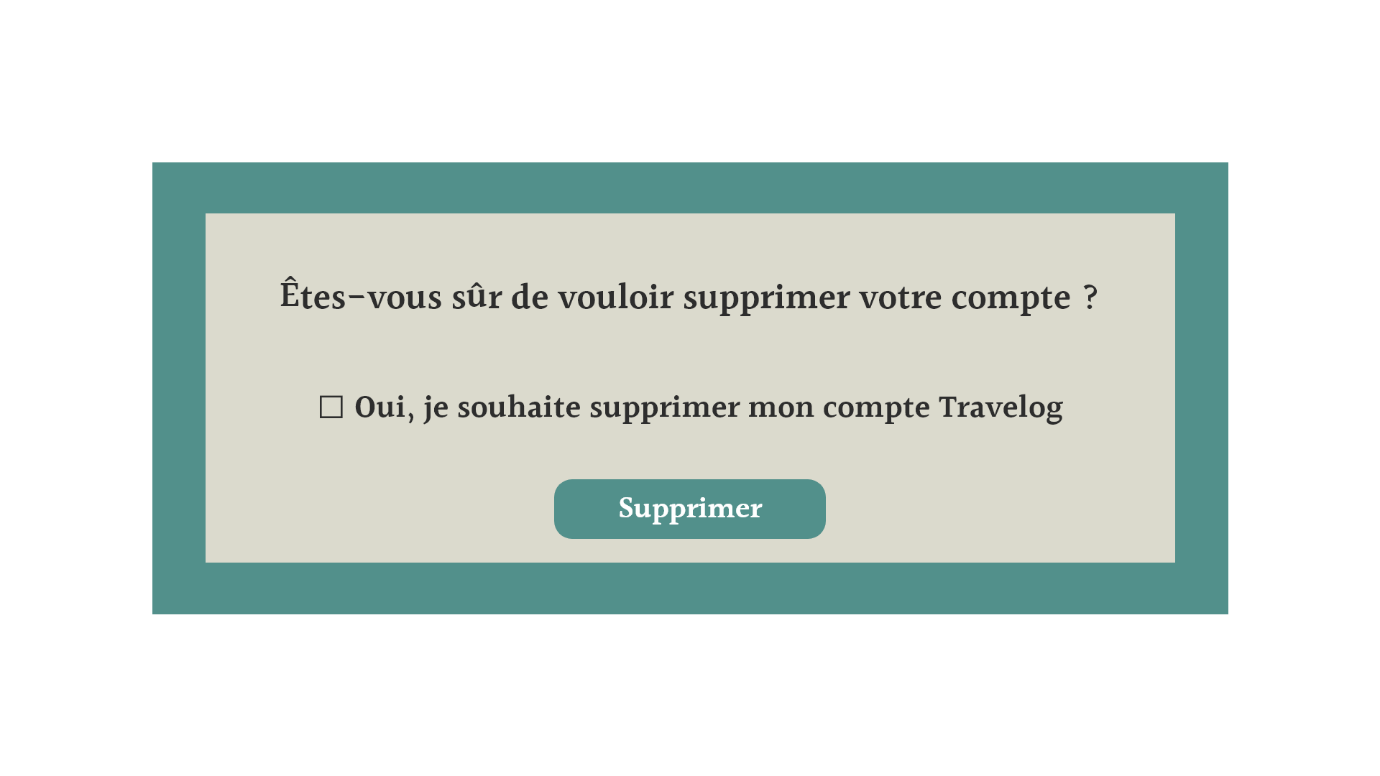 Êtes-vous sûr de vouloir supprimer votre compte ?
☐ Oui, je souhaite supprimer mon compte Travelog
Supprimer